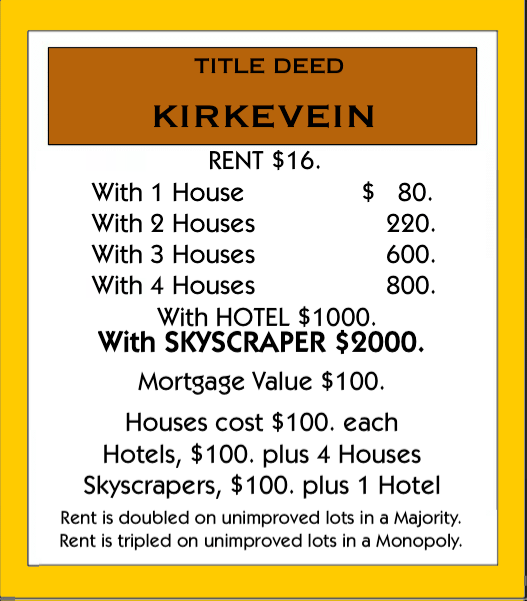 TITLE DEED
KIRKEVEIN
RENT $16.
With 1 House $ 80.
With 2 Houses 220.
With 3 Houses 600.
With 4 Houses 800.
With HOTEL $1000.
With SKYSCRAPER $2000.
Mortgage Value $100.
Houses cost $100. each
Hotels, $100. plus 4 Houses
Skyscrapers, $100. plus 1 Hotel
Rent is doubled on unimproved lots in a Majority.
Rent is tripled on unimproved lots in a Monopoly.